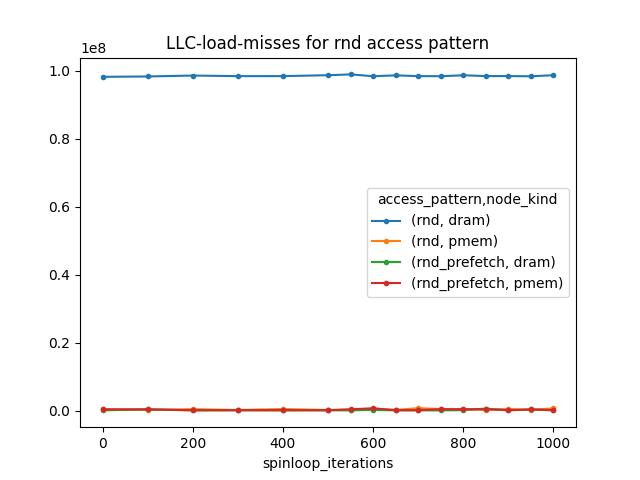 LLC-load-misses for rnd access pattern
1e8
1.0
0.8
0.6
0.4
0.2
0.0
access_pattern,node_kind
(rnd, dram)
(rnd, pmem)
(rnd_prefetch, dram)
(rnd_prefetch, pmem)
0 200 400 600 800 1000
spinloop_iterations